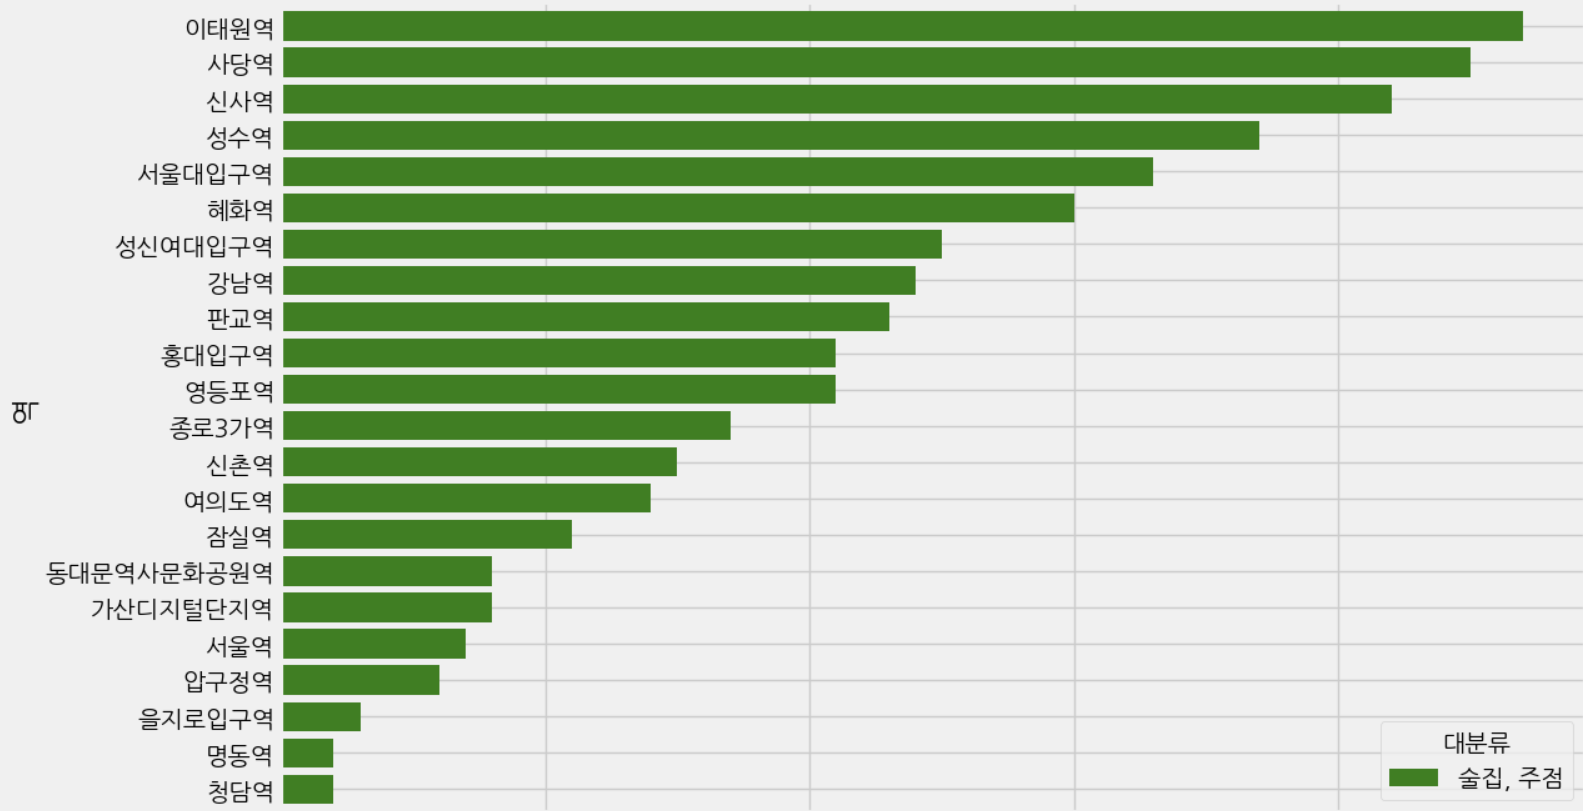 이태원역
사당역
신사역
성수역
서울대입구역
혜화역
성신여대입구역
강남역
판교역
홍대입구역
영등포역
종로3가역
신촌역
여의도역
잠실역
동대문역사문화공원역
가산디지털단지역
서울역
압구정역
을지로입구역
명동역
청담역
역
대분류
술집, 주점